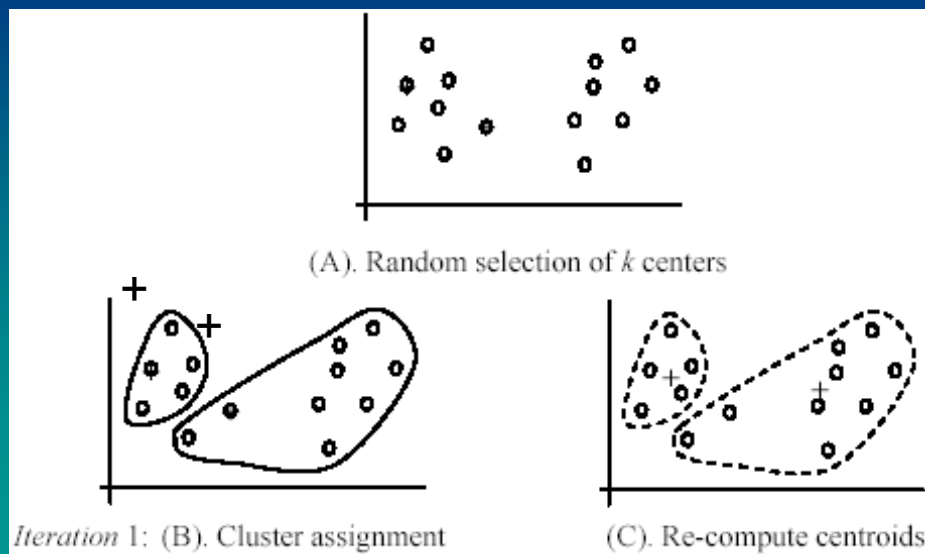 (A). Random selection of k centers
Iteration 1: (B). Cluster assignment
(C). Re-compute centroids